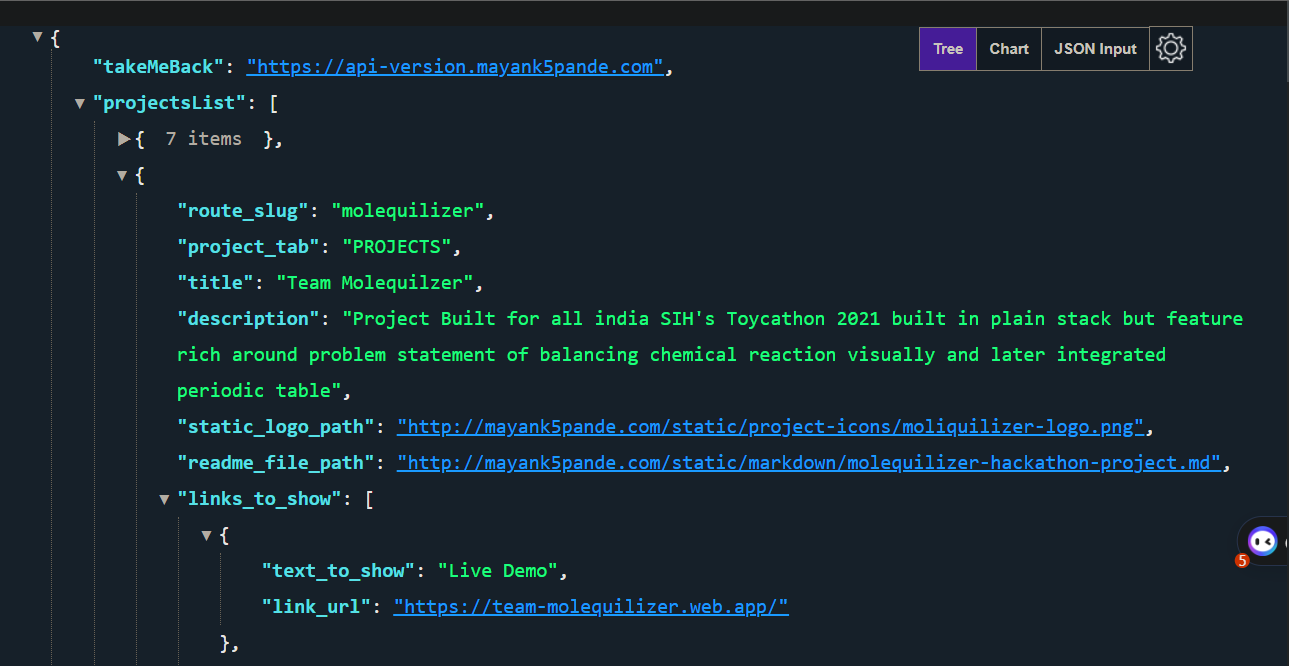 {
Tree Chart JSON Input
"takeMeBack": "https://api-version.mayank5pande.com",
"projectsList": [
{ 7 items },
{
"route_slug": "molequilizer",
"project_tab": "PROJECTS",
"title": "Team Molequilzer",
"description": "Project Built for all india SIH's Toycathon 2021 built in plain stack but feature
rich around problem statement of balancing chemical reaction visually and later integrated
periodic table",
"static_logo_path": "http://mayank5pande.com/static/project-icons/moliquilizer-logo.png",
"readme_file_path": "http://mayank5pande.com/static/markdown/molequilizer-hackathon-project.md",
"links_to_show": [
{
"text_to_show": "Live Demo",
"link_url": "https://team-molequilizer.web.app/"
},
5